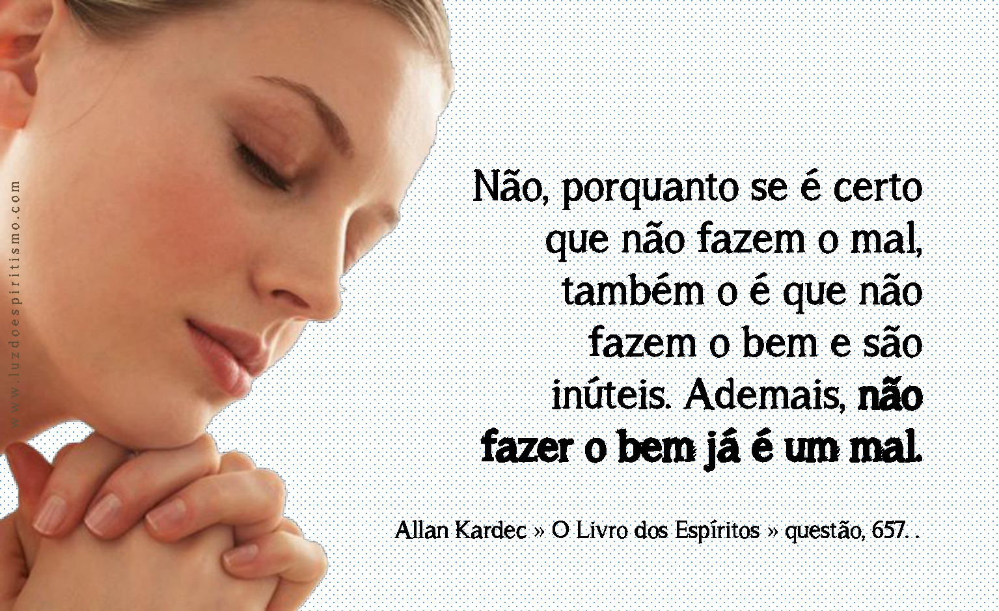 Não, porquanto se é certo
que não fazem o mal,
também o é que não
fazem o bem e são
inúteis. Ademais, não
fazer o bem já é um mal.
Allan Kardec » O Livro dos Espíritos » questão, 657. .
www.luzdoespiritismo.com